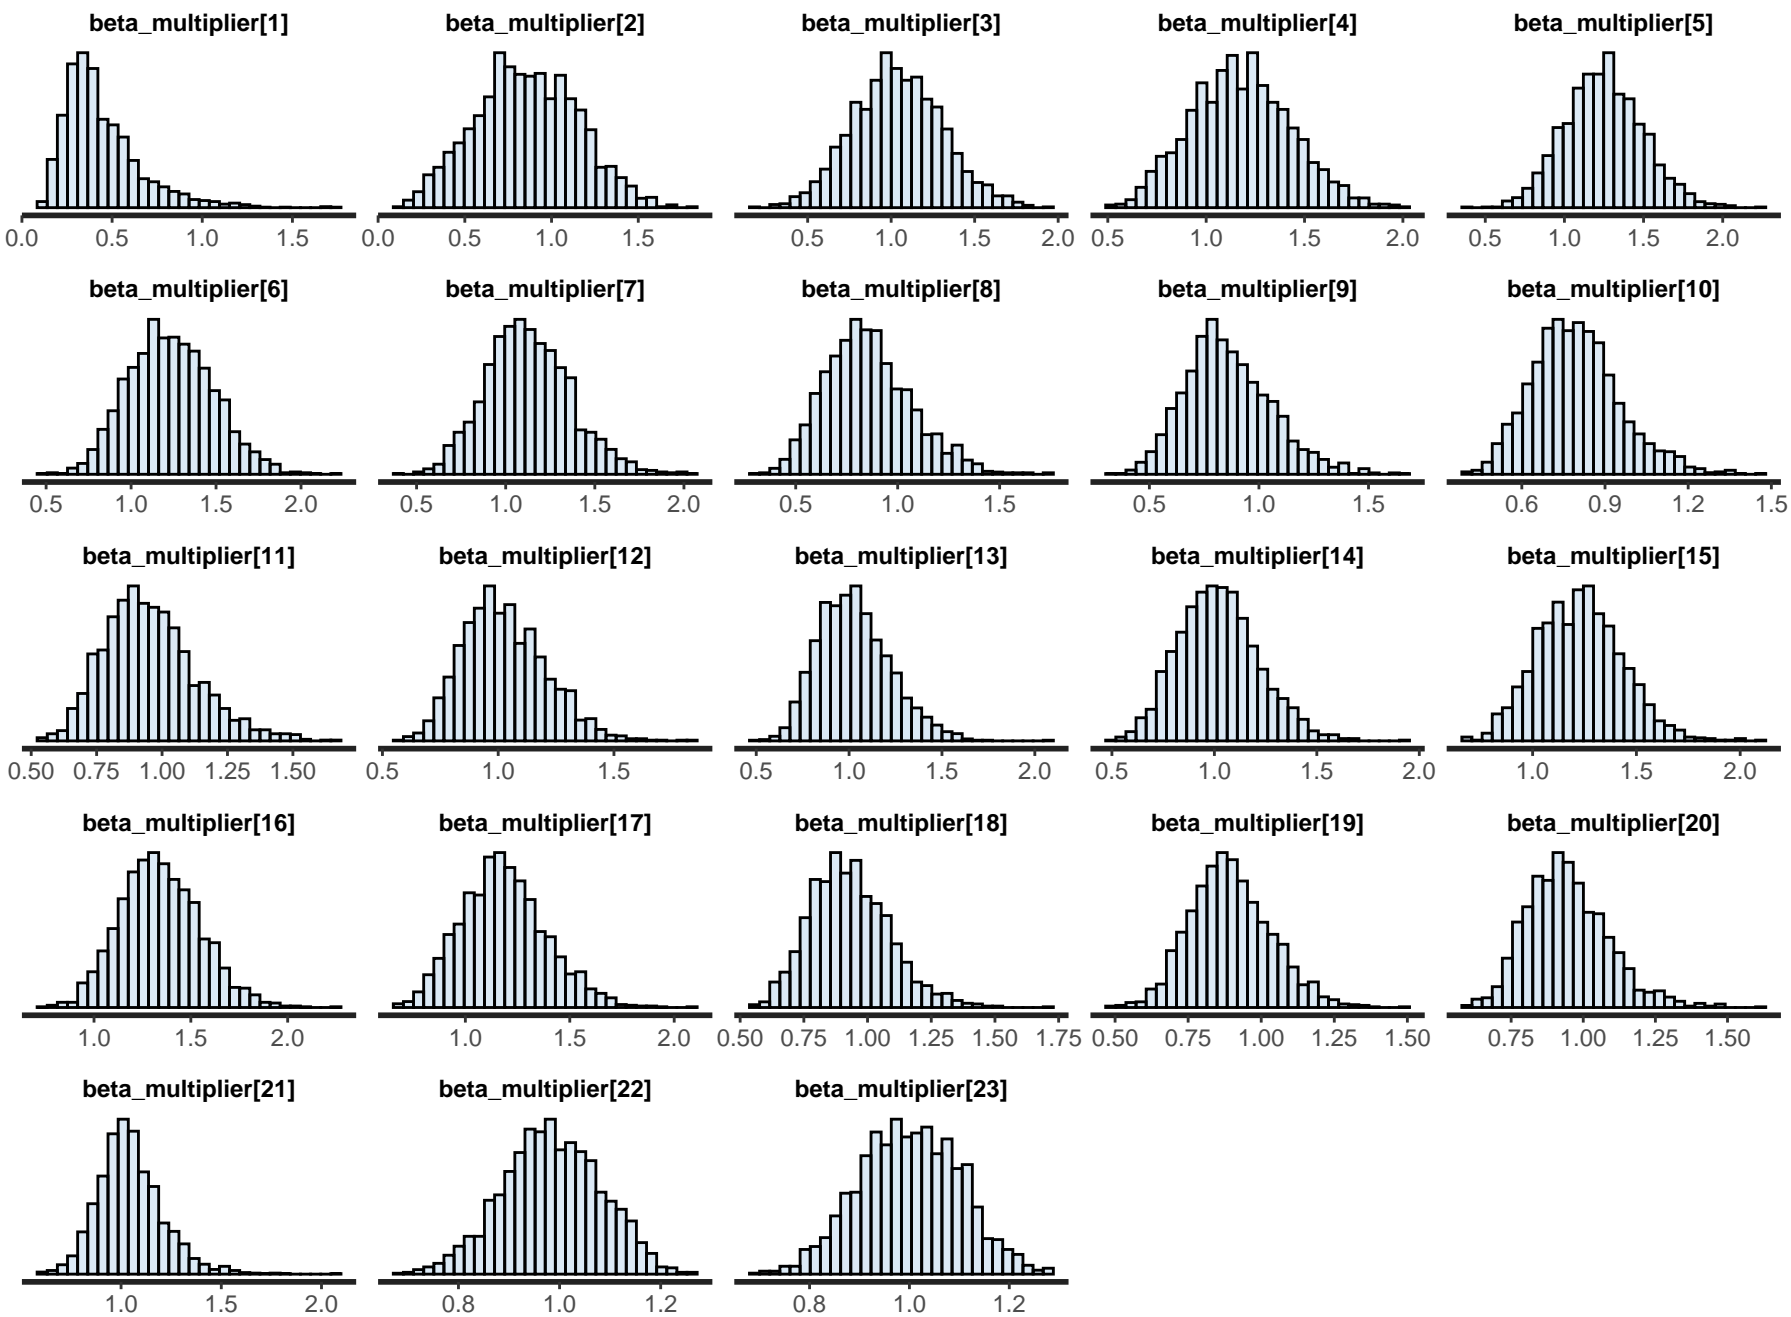 beta_multiplier[1] beta_multiplier[2] beta_multiplier[3] beta_multiplier[4] beta_multiplier[5]
0.0 0.5 1.0 1.5 0.0 0.5 1.0 1.5 0.5 1.0 1.5 2.0 0.5 1.0 1.5 2.0 0.5 1.0 1.5 2.0
beta_multiplier[6] beta_multiplier[7] beta_multiplier[8] beta_multiplier[9] beta_multiplier[10]
0.5 1.0 1.5 2.0 0.5 1.0 1.5 2.0 0.5 1.0 1.5 0.5 1.0 1.5 0.6 0.9 1.2 1.5
beta_multiplier[11] beta_multiplier[12] beta_multiplier[13] beta_multiplier[14] beta_multiplier[15]
0.50 0.75 1.00 1.25 1.50 0.5 1.0 1.5 0.5 1.0 1.5 2.0 0.5 1.0 1.5 2.0 1.0 1.5 2.0
beta_multiplier[16] beta_multiplier[17] beta_multiplier[18] beta_multiplier[19] beta_multiplier[20]
1.0 1.5 2.0 1.0 1.5 2.0 0.50 0.75 1.00 1.25 1.50 1.75 0.50 0.75 1.00 1.25 1.50 0.75 1.00 1.25 1.50
beta_multiplier[21] beta_multiplier[22] beta_multiplier[23]
1.0 1.5 2.0 0.8 1.0 1.2 0.8 1.0 1.2